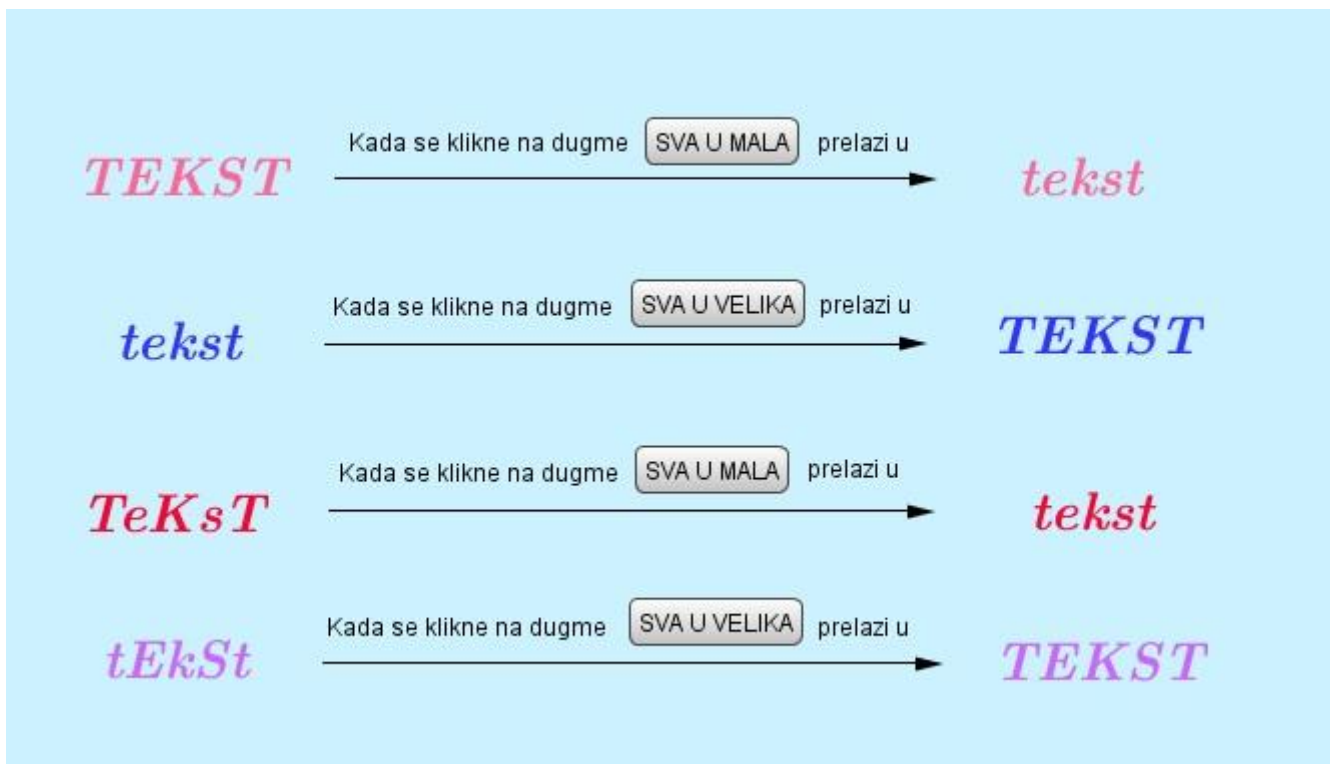 Kada se klikne na dugme SVA U MALA prelazi u
TEKST tekst
Kada se klikne na dugme SVA U VELIKA prelazi u
tekst TEKST
Kada se klikne na dugme SVA U MALA prelazi u
TeKsT tekst
Kada se klikne na dugme SVA U VELIKA prelazi u
tEkSt TEKST